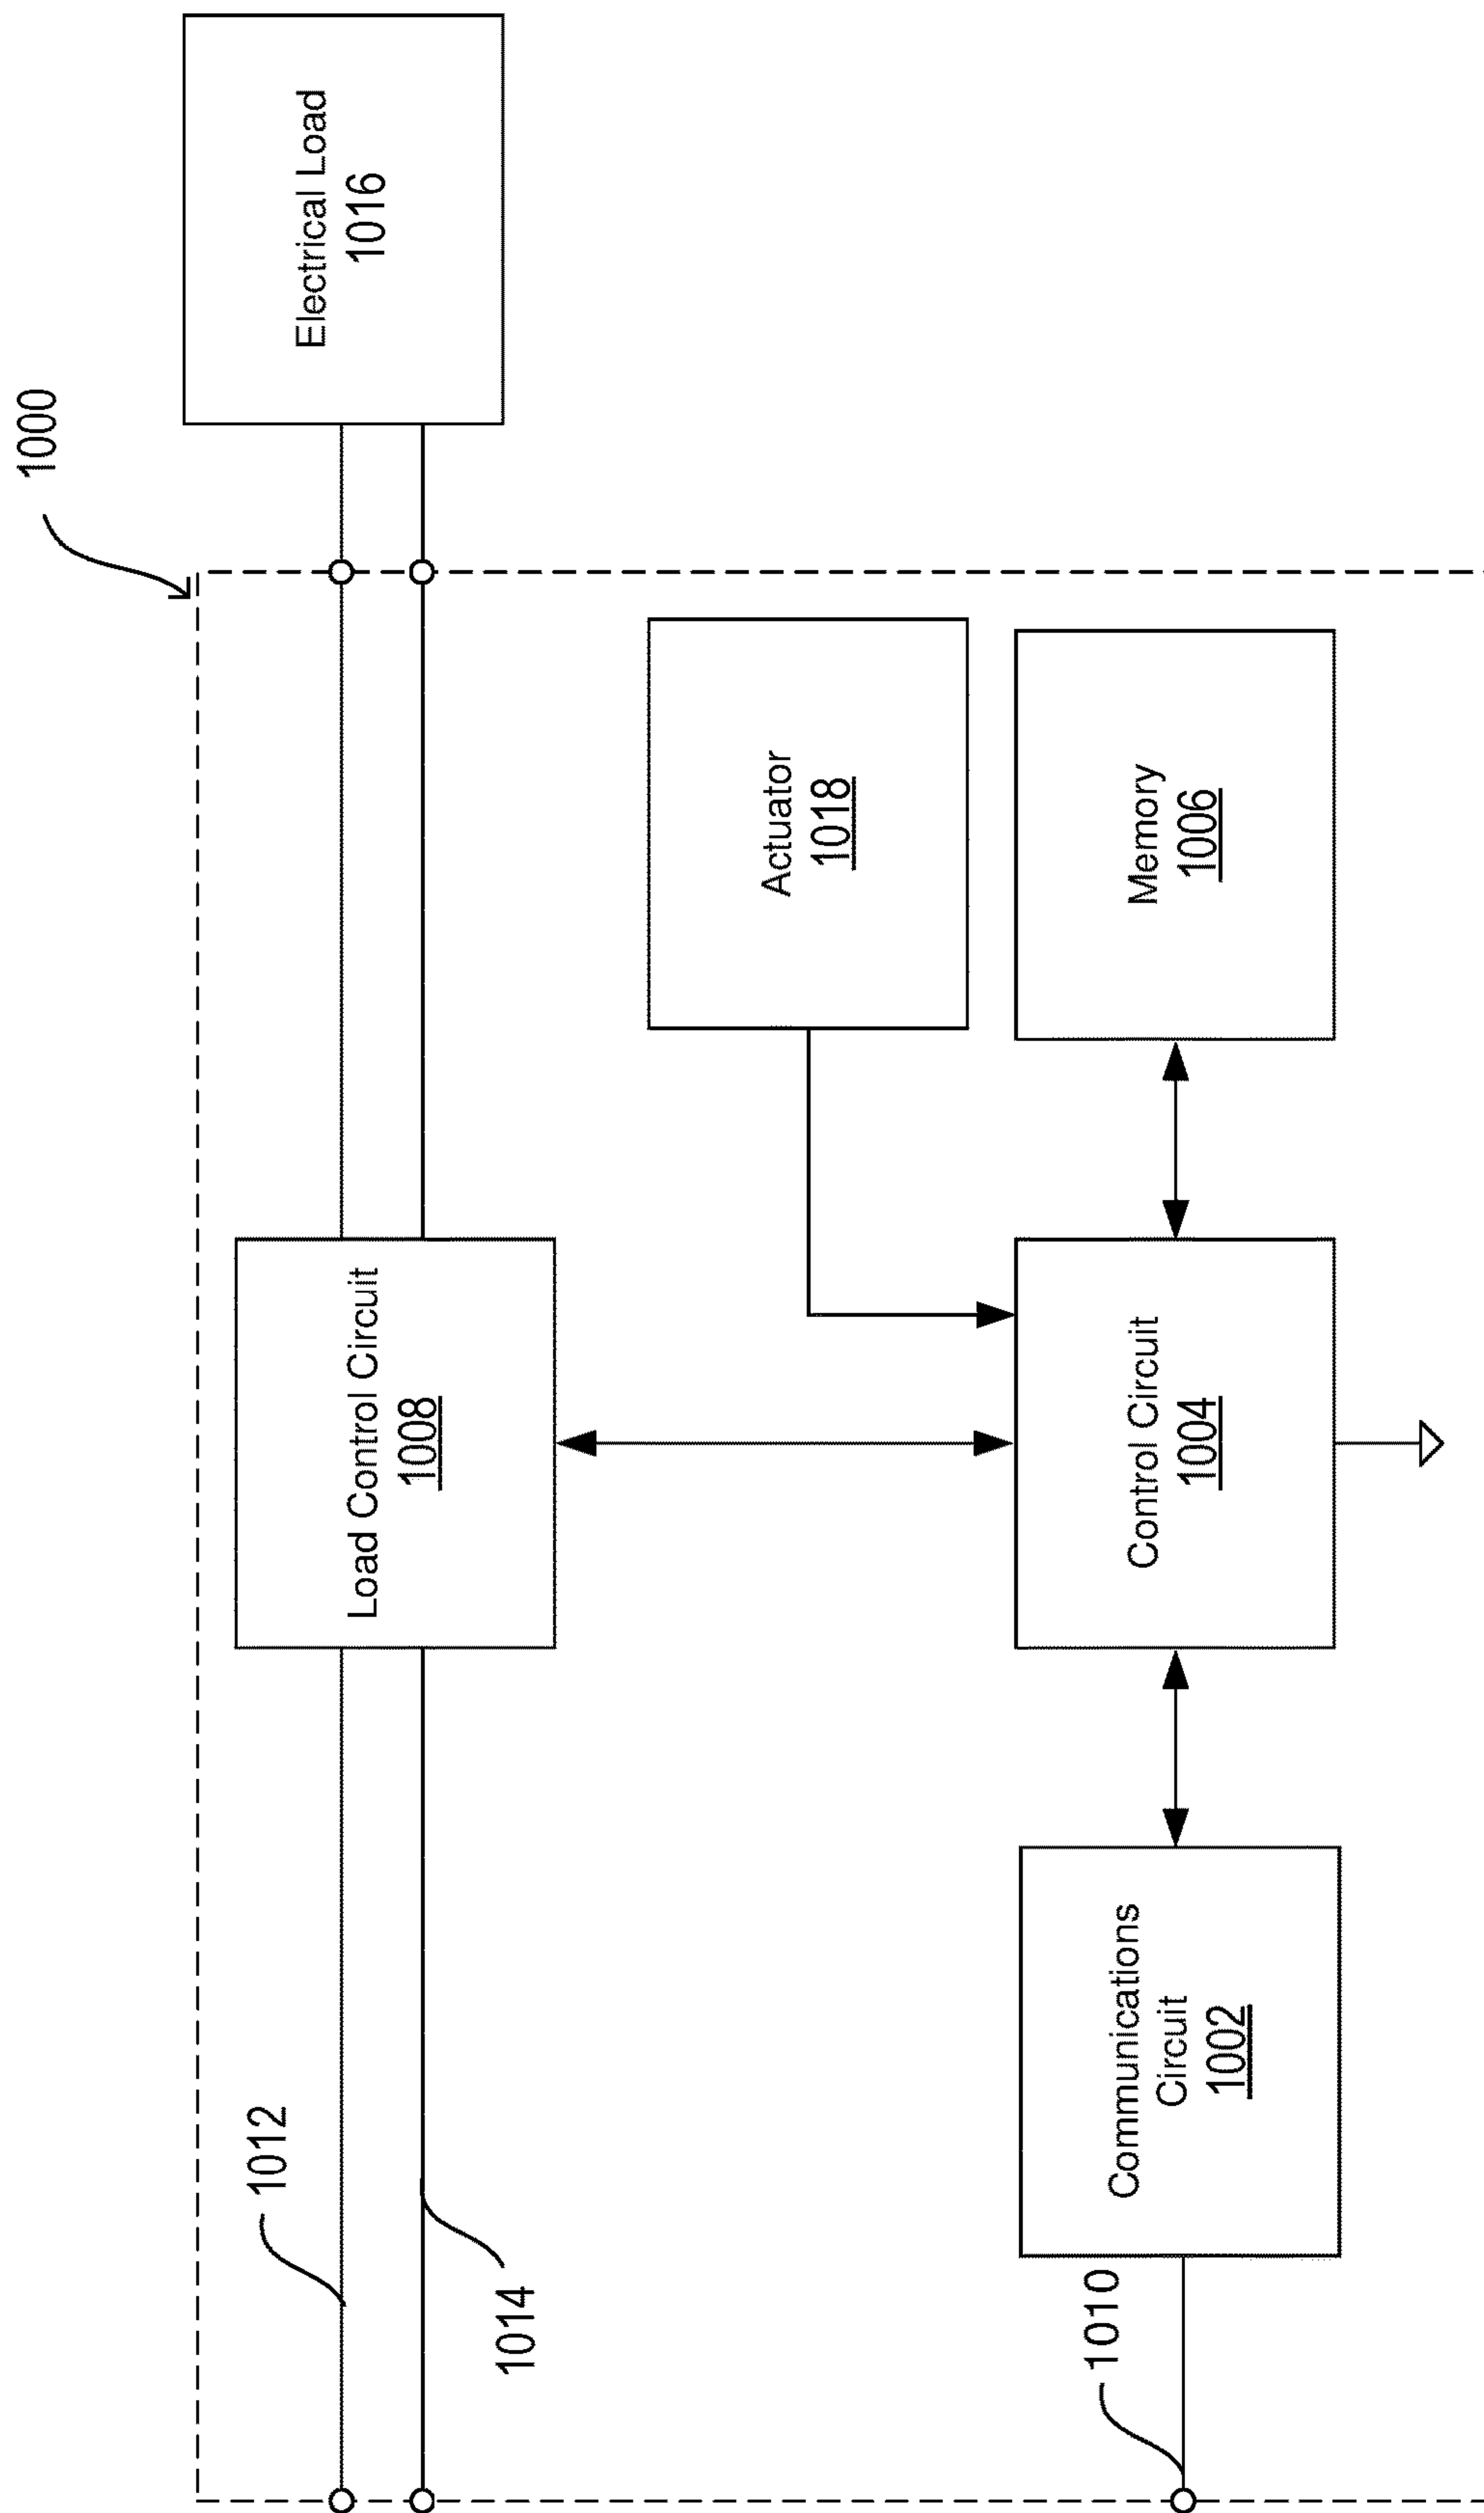 1000
Electrical Load
1016
1012
1014
Load Control Circuit
1008
Actuator
1018
1010
Communications
Circuit
1002
Control Circuit
1004
Memory
1006